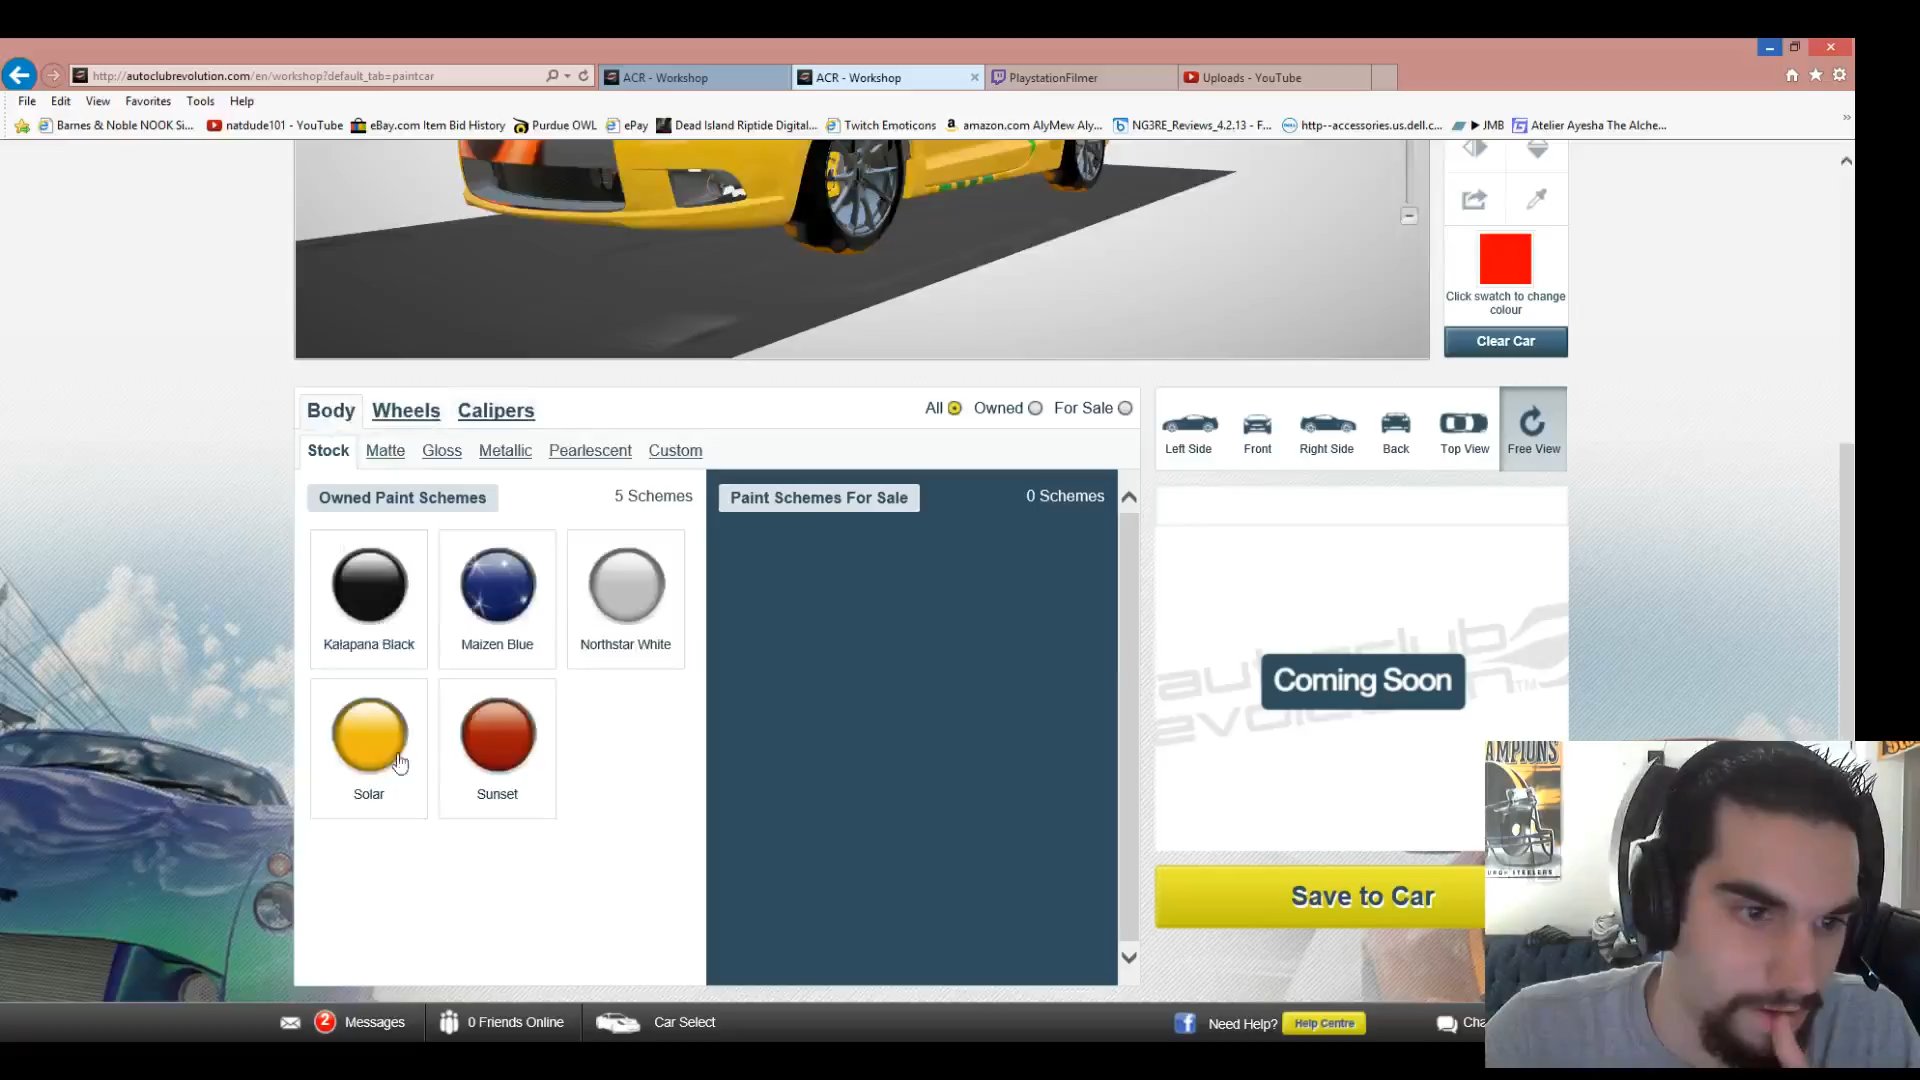 http://autoclubrevolution.com/en/workshop?default_tab=paintcar
ACR - Workshop
ACR - Workshop
PlaystationFilmer
Uploads - YouTube
File Edit View Favorites Tools Help
Barnes & Noble NOOK Si...
natdude101 - YouTube
eBay.com Item Bid History
Purdue OWL
ePay
Dead Island Riptide Digital...
Twitch Emoticons
amazon.com AlyMew Aly...
NG3RE_Reviews_4.2.13 - F...
http--accessories.us.dell.c...
JMB
Atelier Ayesha The Alche...
Click swatch to change
colour
Clear Car
Body Wheels Calipers
All Owned For Sale
Left Side Front Right Side Back Top View Free View
Stock Matte Gloss Metallic Pearlescent Custom
Owned Paint Schemes 5 Schemes
Paint Schemes For Sale 0 Schemes
Kalapana Black Maizen Blue Northstar White
Solar Sunset
Coming Soon
Save to Car
2 Messages
0 Friends Online
Car Select
Need Help? Help Centre
Cha
AMPIONS
URGH STEELERS